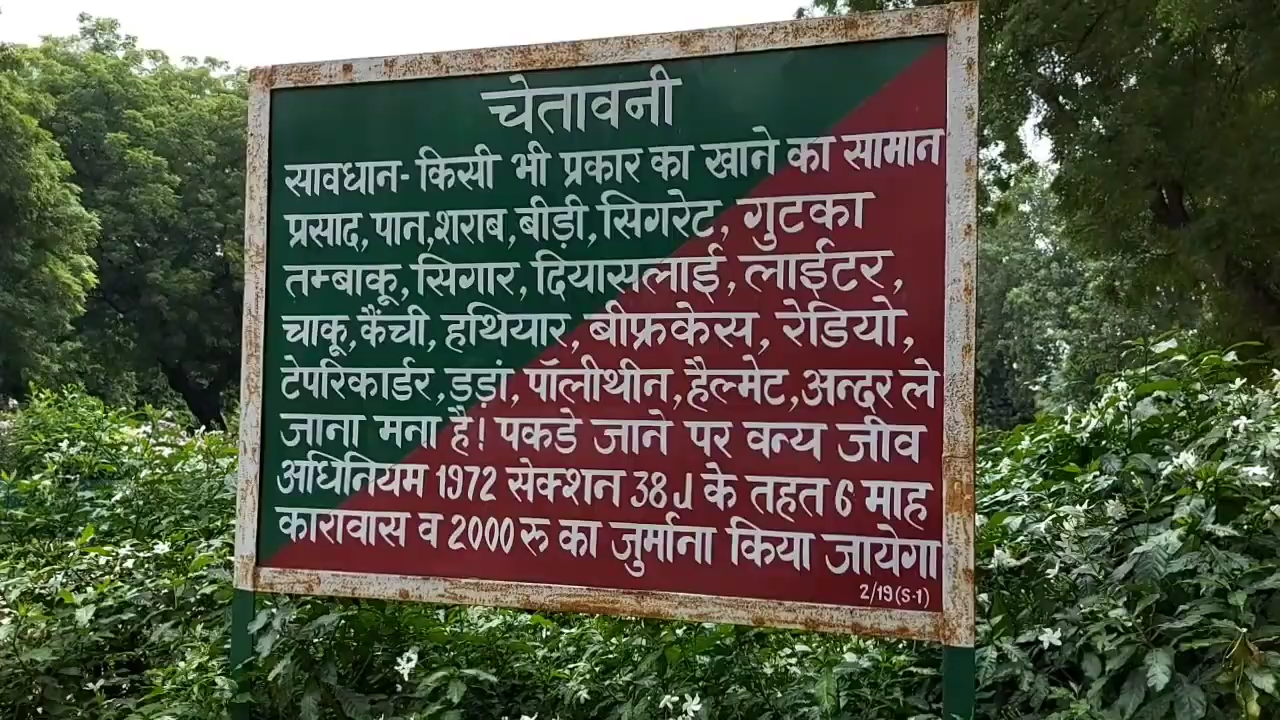 चेतावनी
सावधान- किसी भी प्रकार का खाने का सामान
प्रसाद, पान,शराब,बीड़ी,सिगरेट, गुटका
तम्बाकू, सिगार, दियासलाई,लाईटर,
चाकू,कैंची, हथियार, बीफ्रकेस, रेडियो,
टेपरिकार्डर,डड़ां, पॉलीथीन,हैल्मेट,अन्दर ले
जाना मना है! पकडे जाने पर वन्य जीव
अधिनियम 1972 सेक्शन 38J के तहत 6 माह
कारावास व 2000 रु का जुर्माना किया जायेगा
2/19(S-1)